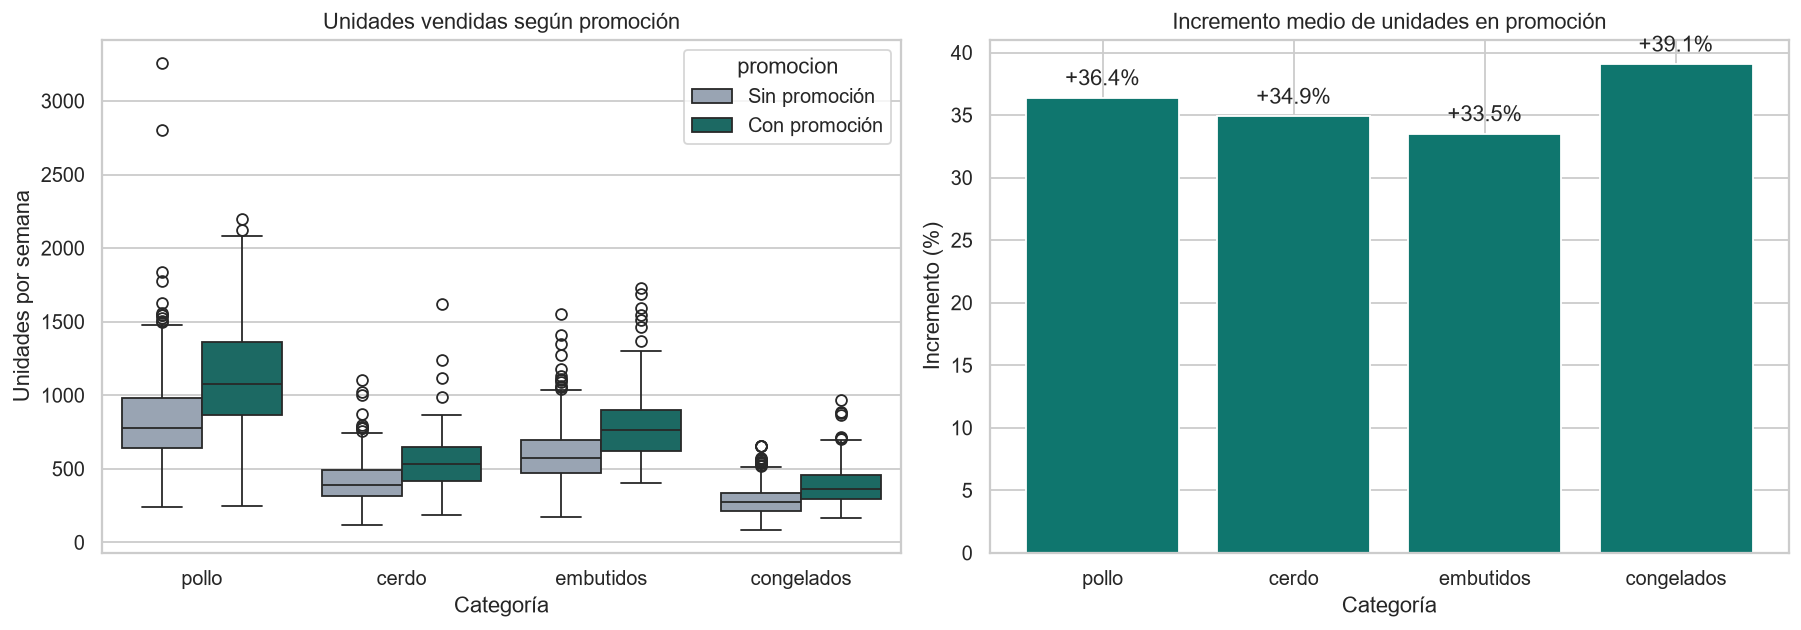 Unidades vendidas según promoción
Unidades por semana
3000
2500
2000
1500
1000
500
0
promocion
Sin promoción
Con promoción
pollo
cerdo
embutidos
congelados
Categoría
Incremento medio de unidades en promoción
Incremento (%)
40
35
30
25
20
15
10
5
0
+36.4%
+34.9%
+33.5%
+39.1%
pollo
cerdo
embutidos
congelados
Categoría